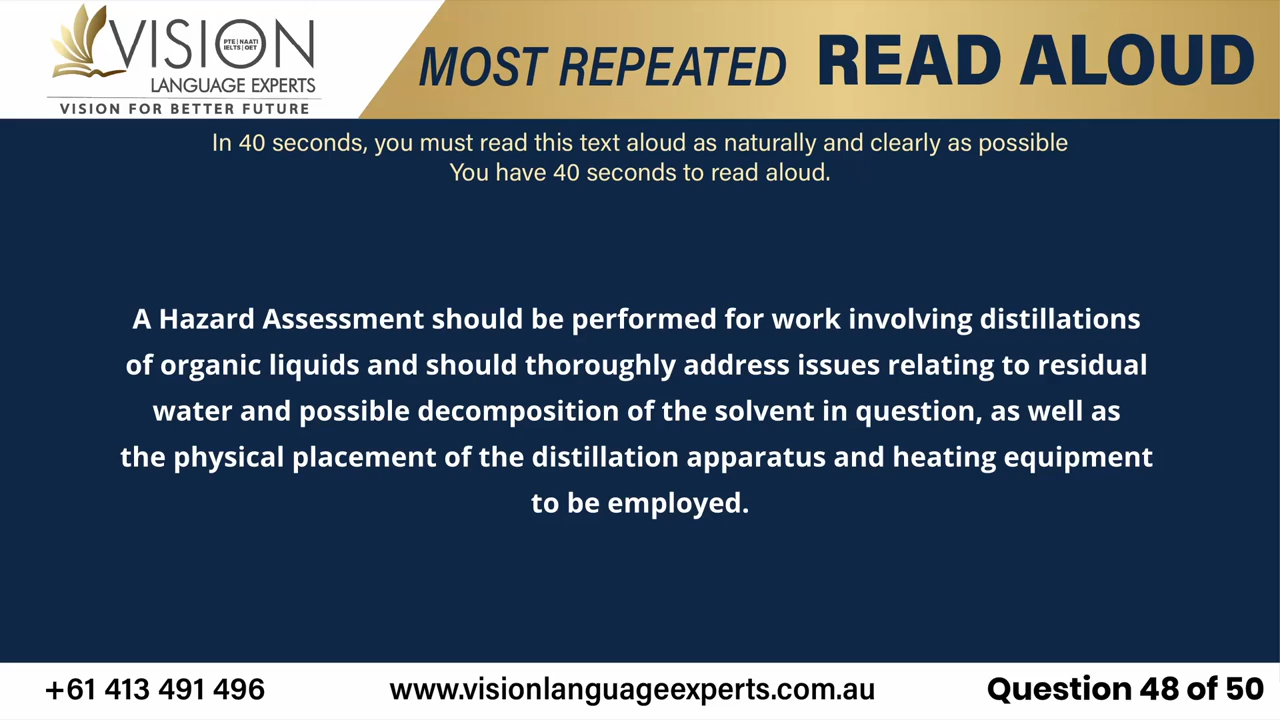 VISION
PTE | NAATI
IELTS | OET
LANGUAGE EXPERTS
VISION FOR BETTER FUTURE
MOST REPEATED READ ALOUD
In 40 seconds, you must read this text aloud as naturally and clearly as possible
You have 40 seconds to read aloud.
A Hazard Assessment should be performed for work involving distillations
of organic liquids and should thoroughly address issues relating to residual
water and possible decomposition of the solvent in question, as well as
the physical placement of the distillation apparatus and heating equipment
to be employed.
+61 413 491 496
www.visionlanguageexperts.com.au
Question 48 of 50